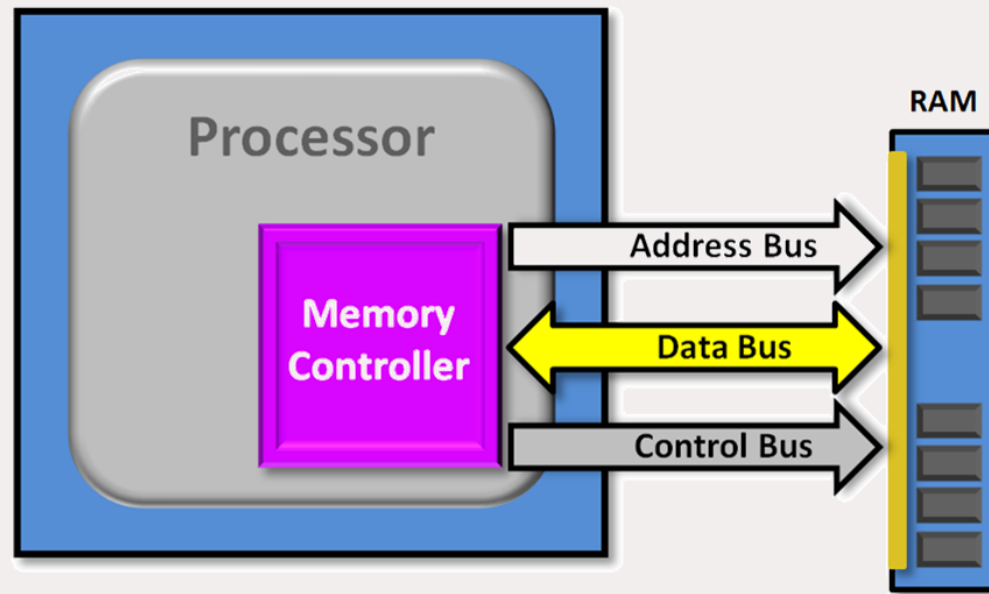 Processor
RAM
Memory
Controller
Address Bus
Data Bus
Control Bus